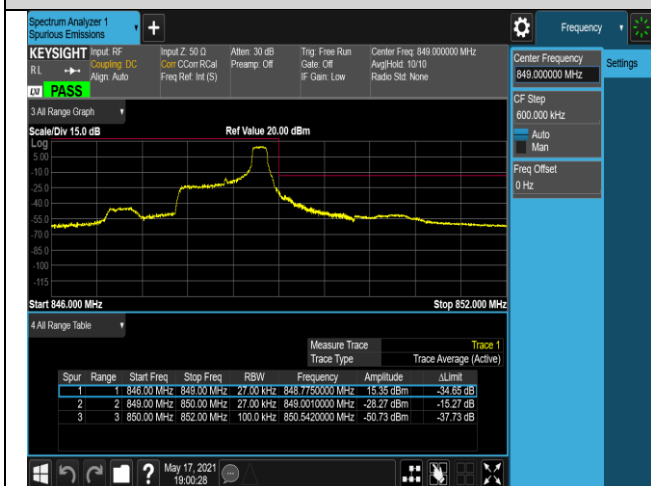 Spectrum Analyzer 1
Spurious Emissions
Frequency
KEYSIGHT Input: RF Input Z: 50 Ω Atten: 30 dB Trig: Free Run Center Freq: 849.000000 MHz
RL Coupling: DC Corr CCorr RCal Preamp: Off Gate: Off Avg|Hold: 10/10
Align: Auto Freq Ref: Int (S) IF Gain: Low Radio Std: None
LXI PASS
Center Frequency
849.000000 MHz
Settings
CF Step
600.000 kHz
Auto
Man
Freq Offset
0 Hz
3 All Range Graph
Scale/Div 15.0 dB Ref Value 20.00 dBm
Log
5.00
-10.0
-25.0
-40.0
-55.0
-70.0
-85.0
-100
-115
Start 846.000 MHz Stop 852.000 MHz
4 All Range Table
Measure Trace Trace 1
Trace Type Trace Average (Active)
Spur Range Start Freq Stop Freq RBW Frequency Amplitude ΔLimit
1 1 846.00 MHz 849.00 MHz 27.00 kHz 848.7750000 MHz 15.35 dBm -34.65 dB
2 2 849.00 MHz 850.00 MHz 27.00 kHz 849.0010000 MHz -28.27 dBm -15.27 dB
3 3 850.00 MHz 852.00 MHz 100.0 kHz 850.5420000 MHz -50.73 dBm -37.73 dB
May 17, 2021
19:00:28